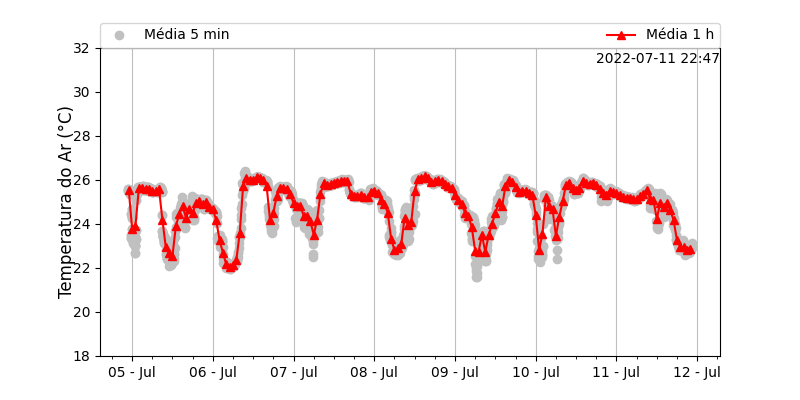 Média 5 min
Média 1 h
2022-07-11 22:47
Temperatura do Ar (°C)
32
30
28
26
24
22
20
18
05 - Jul
06 - Jul
07 - Jul
08 - Jul
09 - Jul
10 - Jul
11 - Jul
12 - Jul